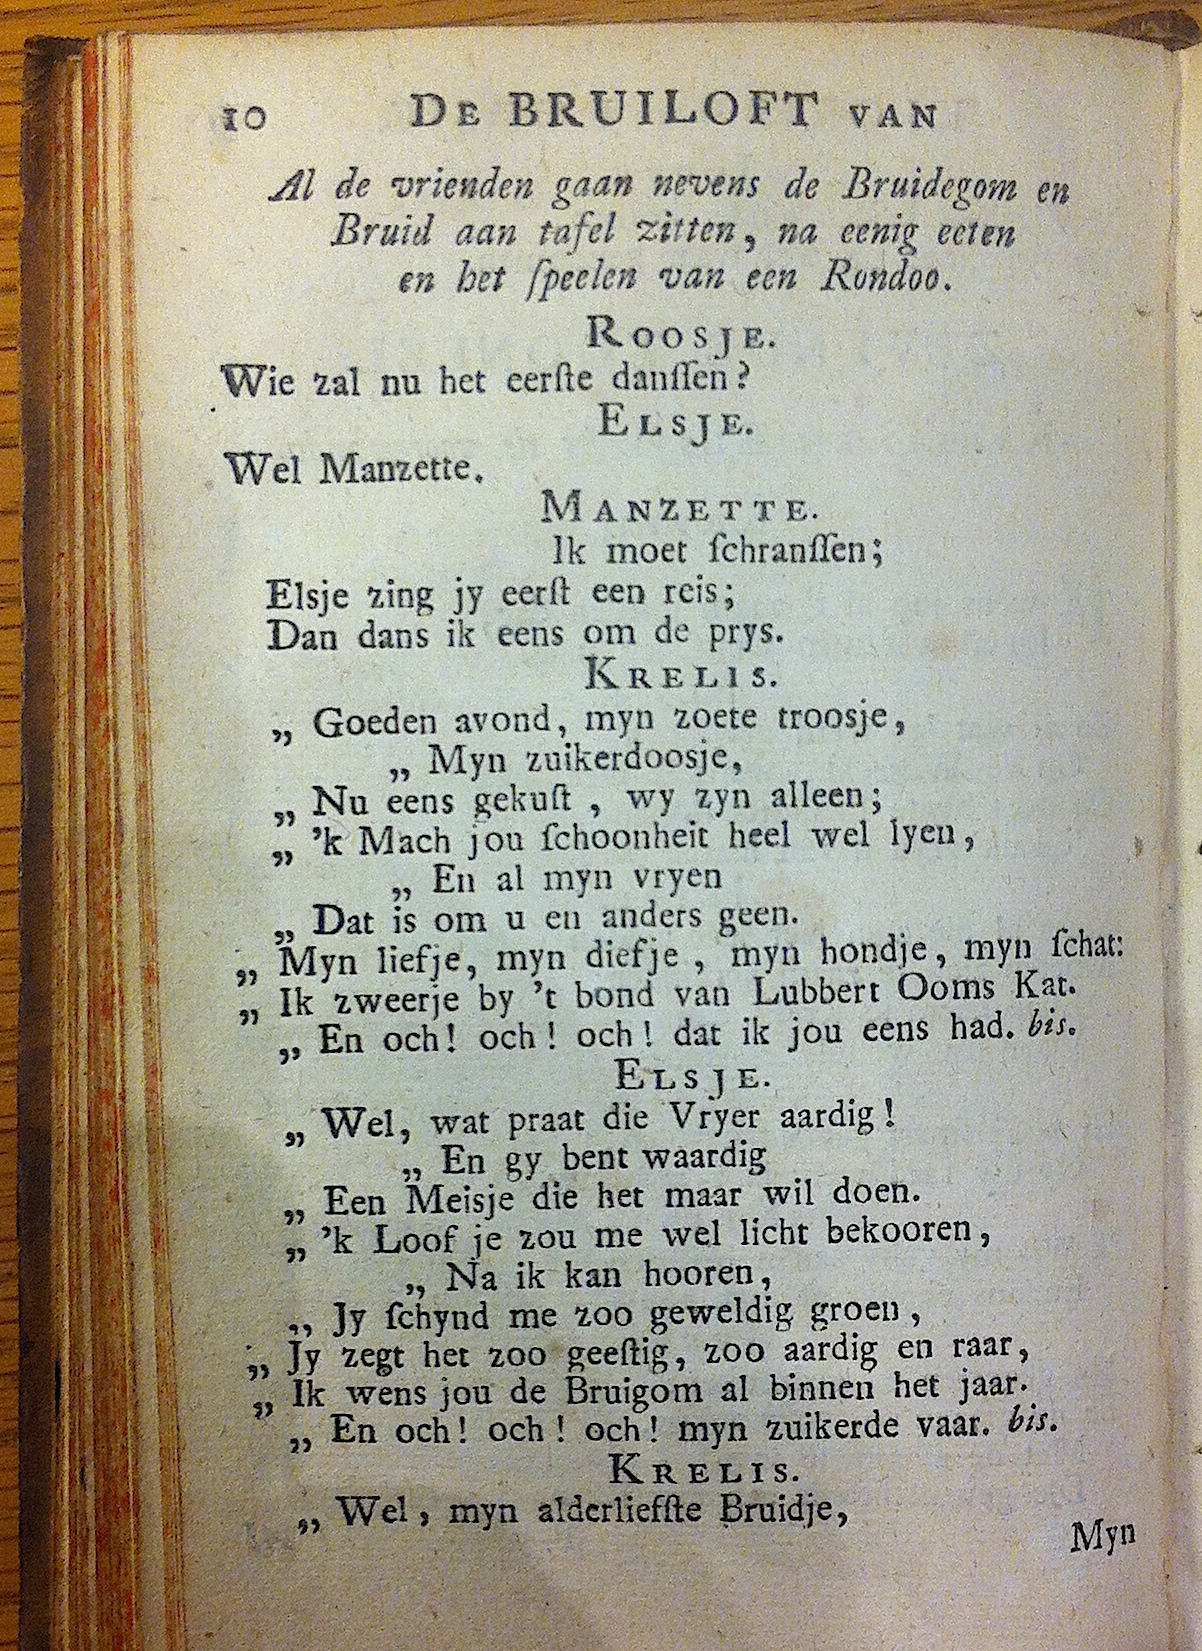 10 DE BRUILOFT VAN
Al de vrienden gaan nevens de Bruidegom en
Bruid aan tafel zitten, na eenig eeten
en het ſpeelen van een Rondoo.
ROOSJE.
Wie zal nu het eerſte danſſen?
ELSJE.
Wel Manzette.
MANZETTE.
Ik moet ſchranſſen;
Elsje zing jy eerſt een reis;
Dan dans ik eens om de prys.
KRELIS.
„ Goeden avond, myn zoete troosje,
„ Myn zuikerdoosje,
„ Nu eens gekuſt, wy zyn alleen;
„ 'k Mach jou ſchoonheit heel wel lyen,
„ En al myn vryen
„ Dat is om u en anders geen.
„ Myn liefje, myn diefje, myn hondje, myn ſchat:
„ Ik zweerje by 't bond van Lubbert Ooms Kat.
„ En och! och! och! dat ik jou eens had. bis.
ELSJE.
„ Wel, wat praat die Vryer aardig!
„ En gy bent waardig
„ Een Meisje die het maar wil doen.
„ 'k Loof je zou me wel licht bekooren,
„ Na ik kan hooren,
„ Jy ſchynd me zoo geweldig groen,
„ Jy zegt het zoo geeſtig, zoo aardig en raar,
„ Ik wens jou de Bruigom al binnen het jaar.
„ En och! och! och! myn zuikerde vaar. bis.
KRELIS.
„ Wel, myn alderliefſte Bruidje,
Myn